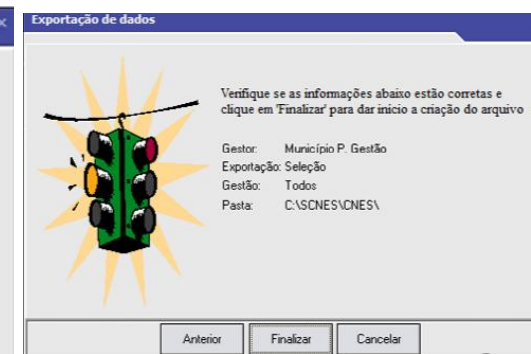 Exportação de dados
Verifique se as informações abaixo estão corretas e
clique em 'Finalizar' para dar inicio a criação do arquivo
Gestor: Município P. Gestão
Exportação: Seleção
Gestão: Todos
Pasta: C:\SCNES\CNES\
Anterior Finalizar Cancelar